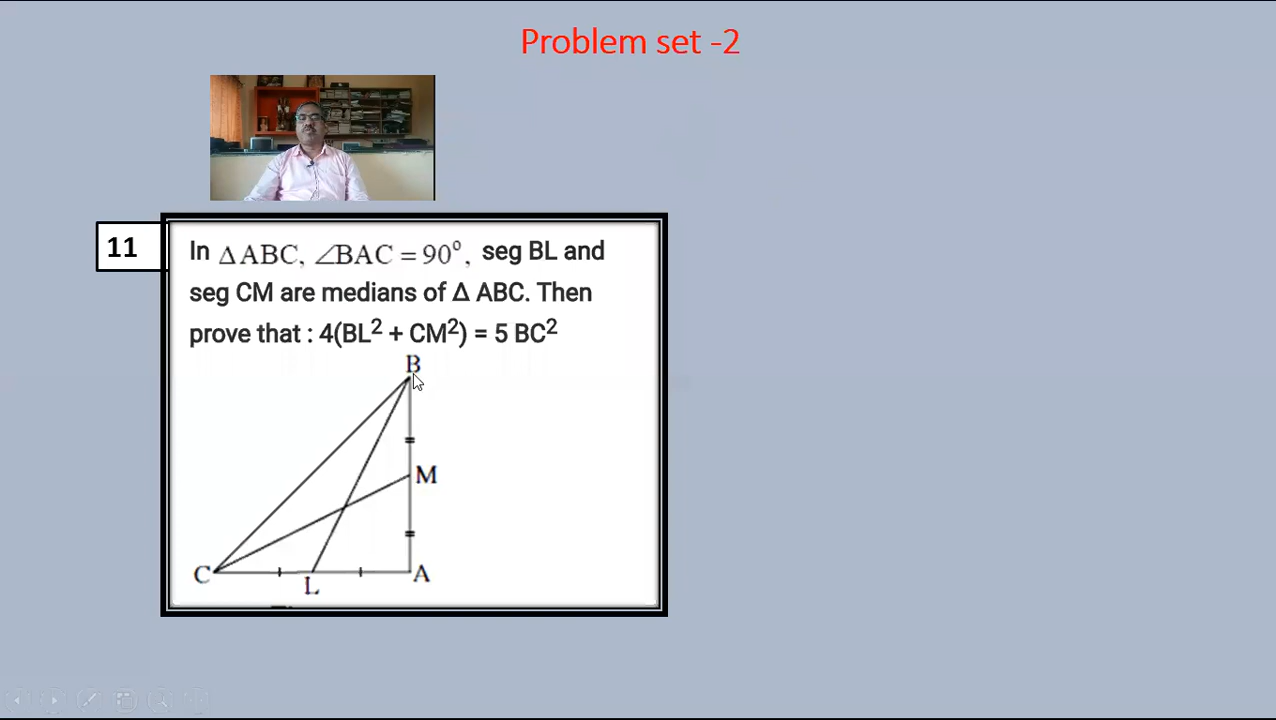 Problem set -2
11
In ΔABC, ∠BAC = 90°, seg BL and
seg CM are medians of Δ ABC. Then
prove that : 4(BL² + CM²) = 5 BC²
B
M
C
L
A